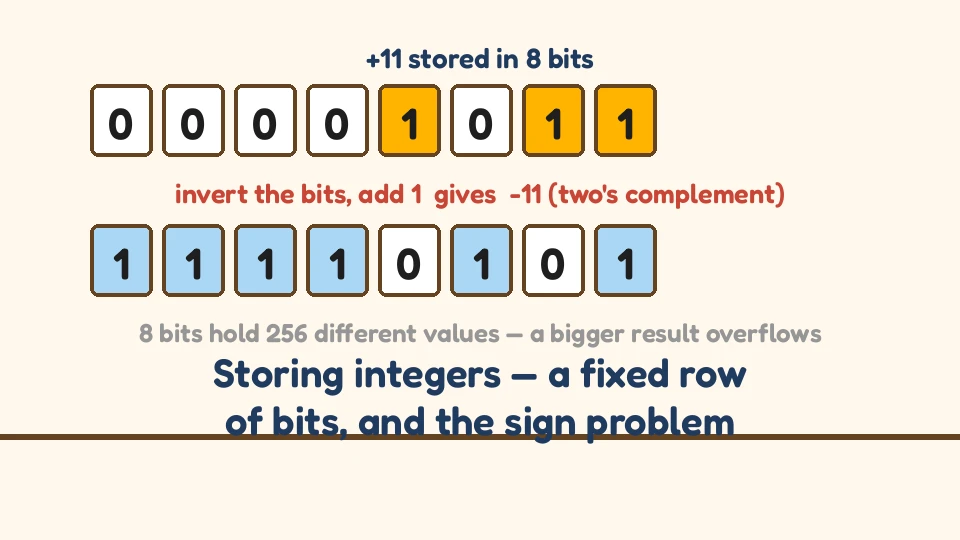 +11 stored in 8 bits
0 0 0 0 1 0 1 1
invert the bits, add 1 gives -11 (two's complement)
1 1 1 1 0 1 0 1
8 bits hold 256 different values — a bigger result overflows
Storing integers — a fixed row
of bits, and the sign problem